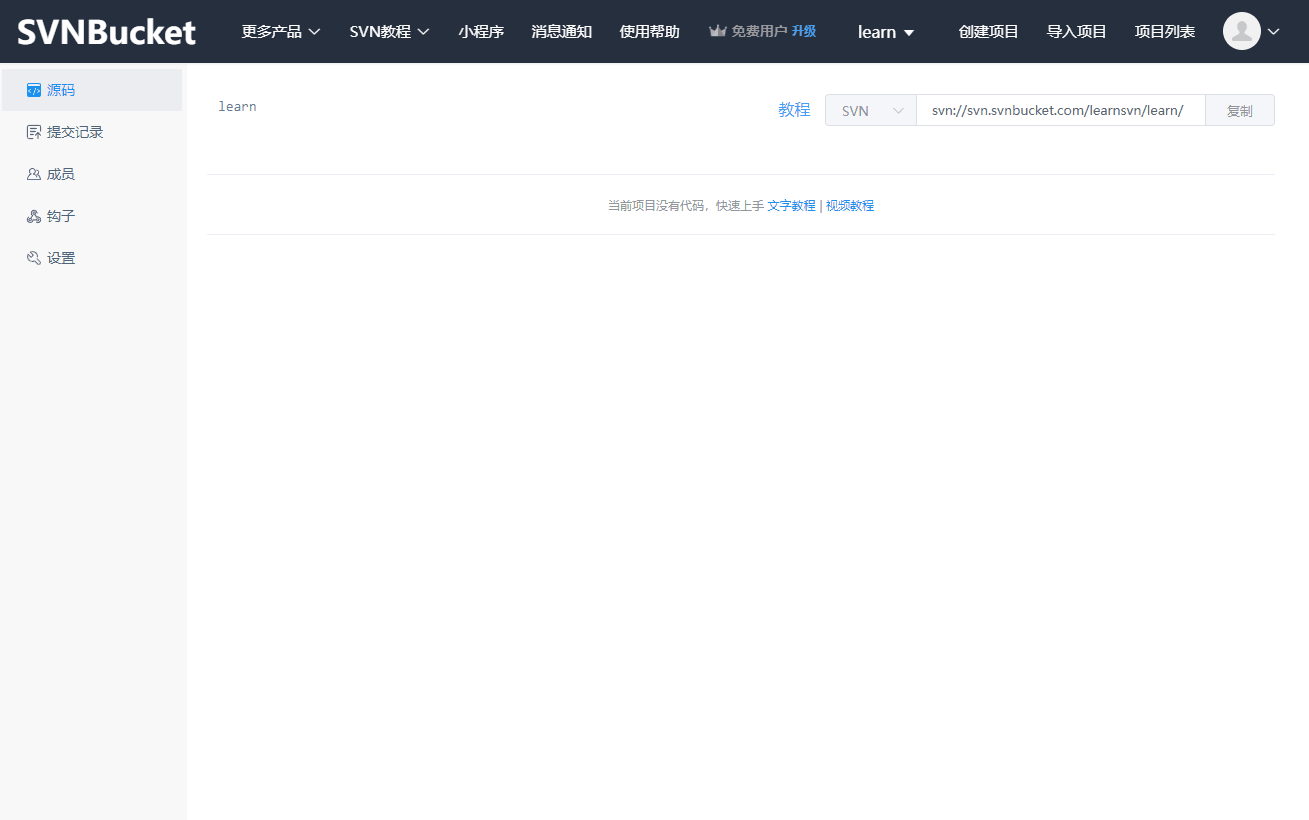 SVNBucket 更多产品 SVN教程 小程序 消息通知 使用帮助 免费用户 升级 learn 创建项目 导入项目 项目列表
源码
提交记录
成员
钩子
设置
learn 教程 SVN svn://svn.svnbucket.com/learnsvn/learn/ 复制
当前项目没有代码，快速上手 文字教程 | 视频教程